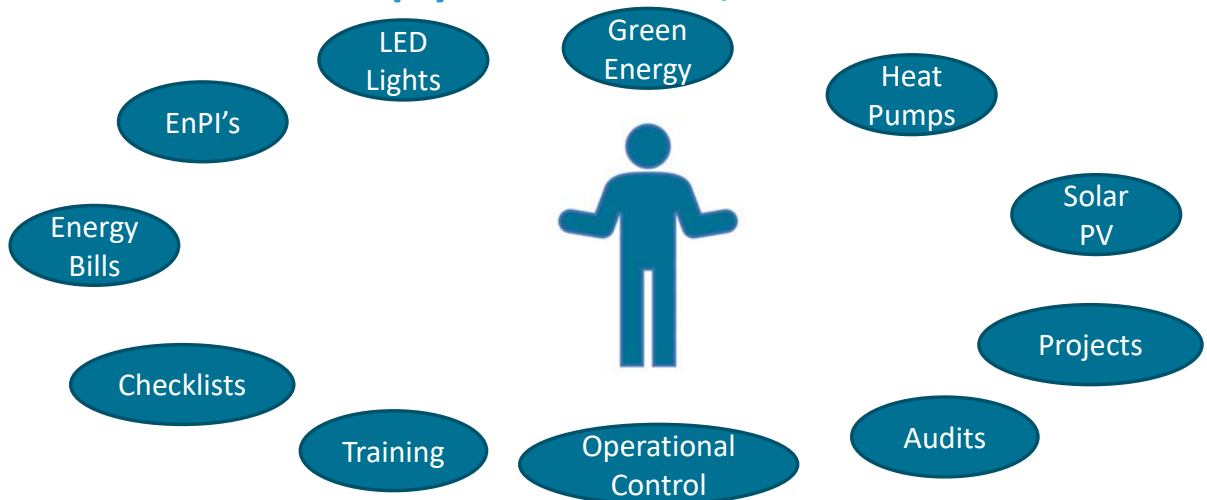 LED
Lights
Green
Energy
Heat
Pumps
EnPI's
Solar
PV
Energy
Bills
Projects
Checklists
Audits
Training
Operational
Control